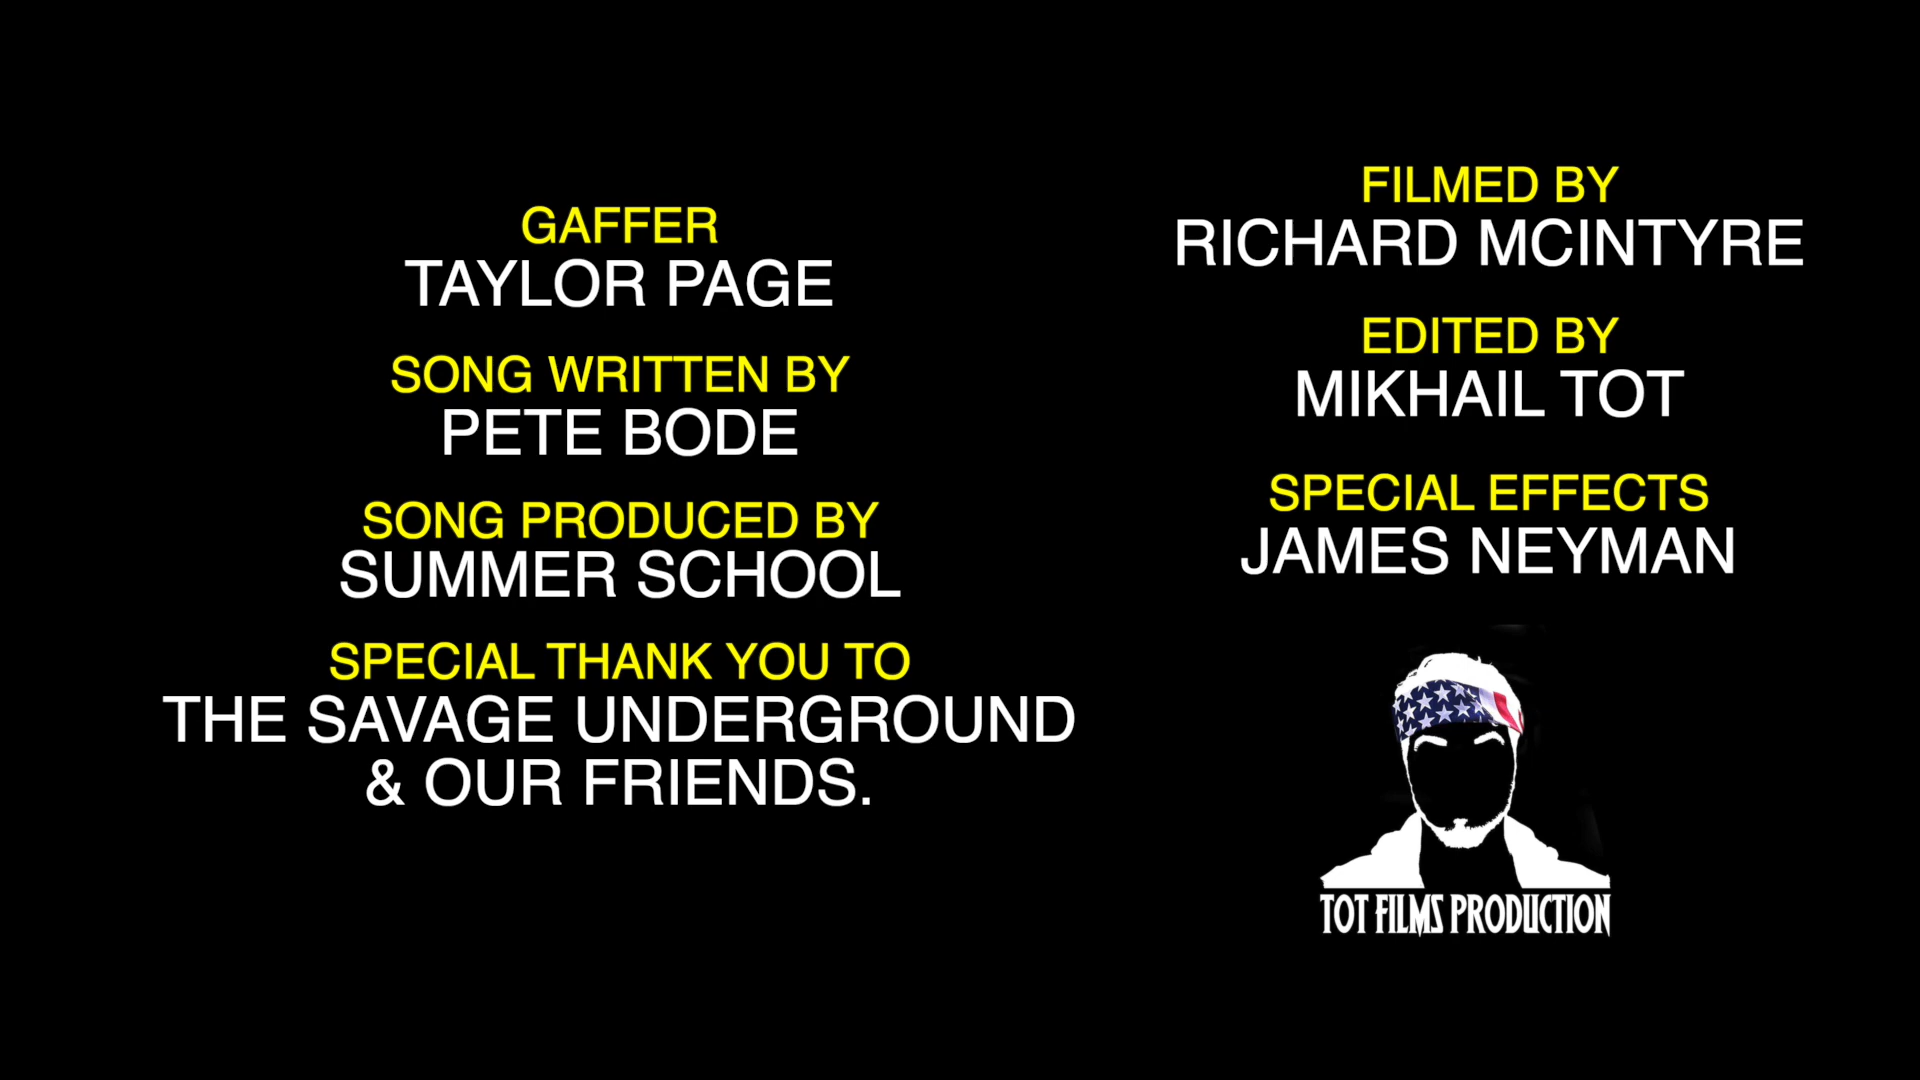 GAFFER
TAYLOR PAGE
SONG WRITTEN BY
PETE BODE
SONG PRODUCED BY
SUMMER SCHOOL
SPECIAL THANK YOU TO
THE SAVAGE UNDERGROUND
& OUR FRIENDS.
FILMED BY
RICHARD MCINTYRE
EDITED BY
MIKHAIL TOT
SPECIAL EFFECTS
JAMES NEYMAN
TOT FILMS PRODUCTION